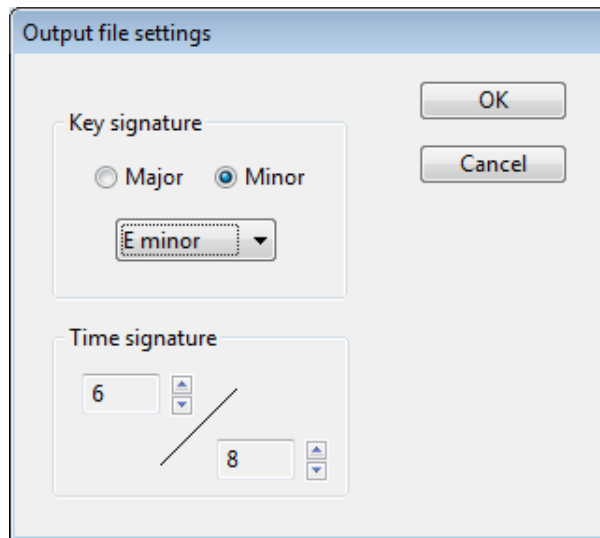 Output file settings
OK
Key signature
Major Minor
Cancel
E minor
Time signature
6
8